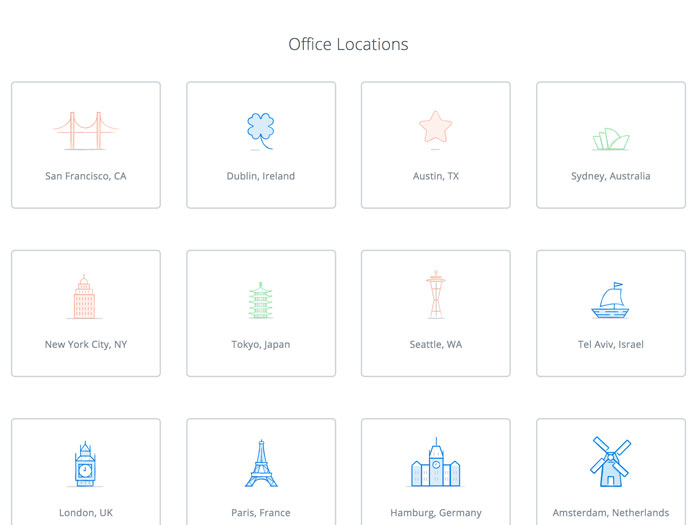 Office Locations
San Francisco, CA
Dublin, Ireland
Austin, TX
Sydney, Australia
New York City, NY
Tokyo, Japan
Seattle, WA
Tel Aviv, Israel
London, UK
Paris, France
Hamburg, Germany
Amsterdam, Netherlands